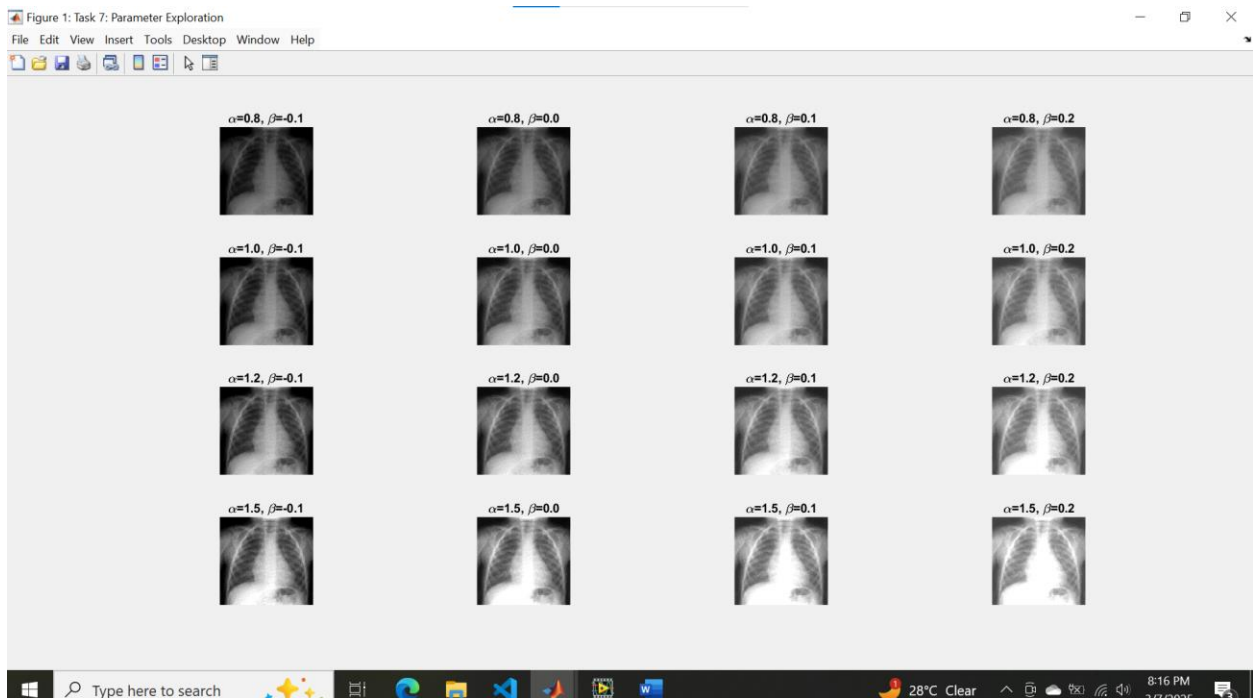 Figure 1: Task 7: Parameter Exploration
File Edit View Insert Tools Desktop Window Help
α=0.8, β=-0.1 α=0.8, β=0.0 α=0.8, β=0.1 α=0.8, β=0.2
α=1.0, β=-0.1 α=1.0, β=0.0 α=1.0, β=0.1 α=1.0, β=0.2
α=1.2, β=-0.1 α=1.2, β=0.0 α=1.2, β=0.1 α=1.2, β=0.2
α=1.5, β=-0.1 α=1.5, β=0.0 α=1.5, β=0.1 α=1.5, β=0.2
Type here to search
28°C Clear
8:16 PM